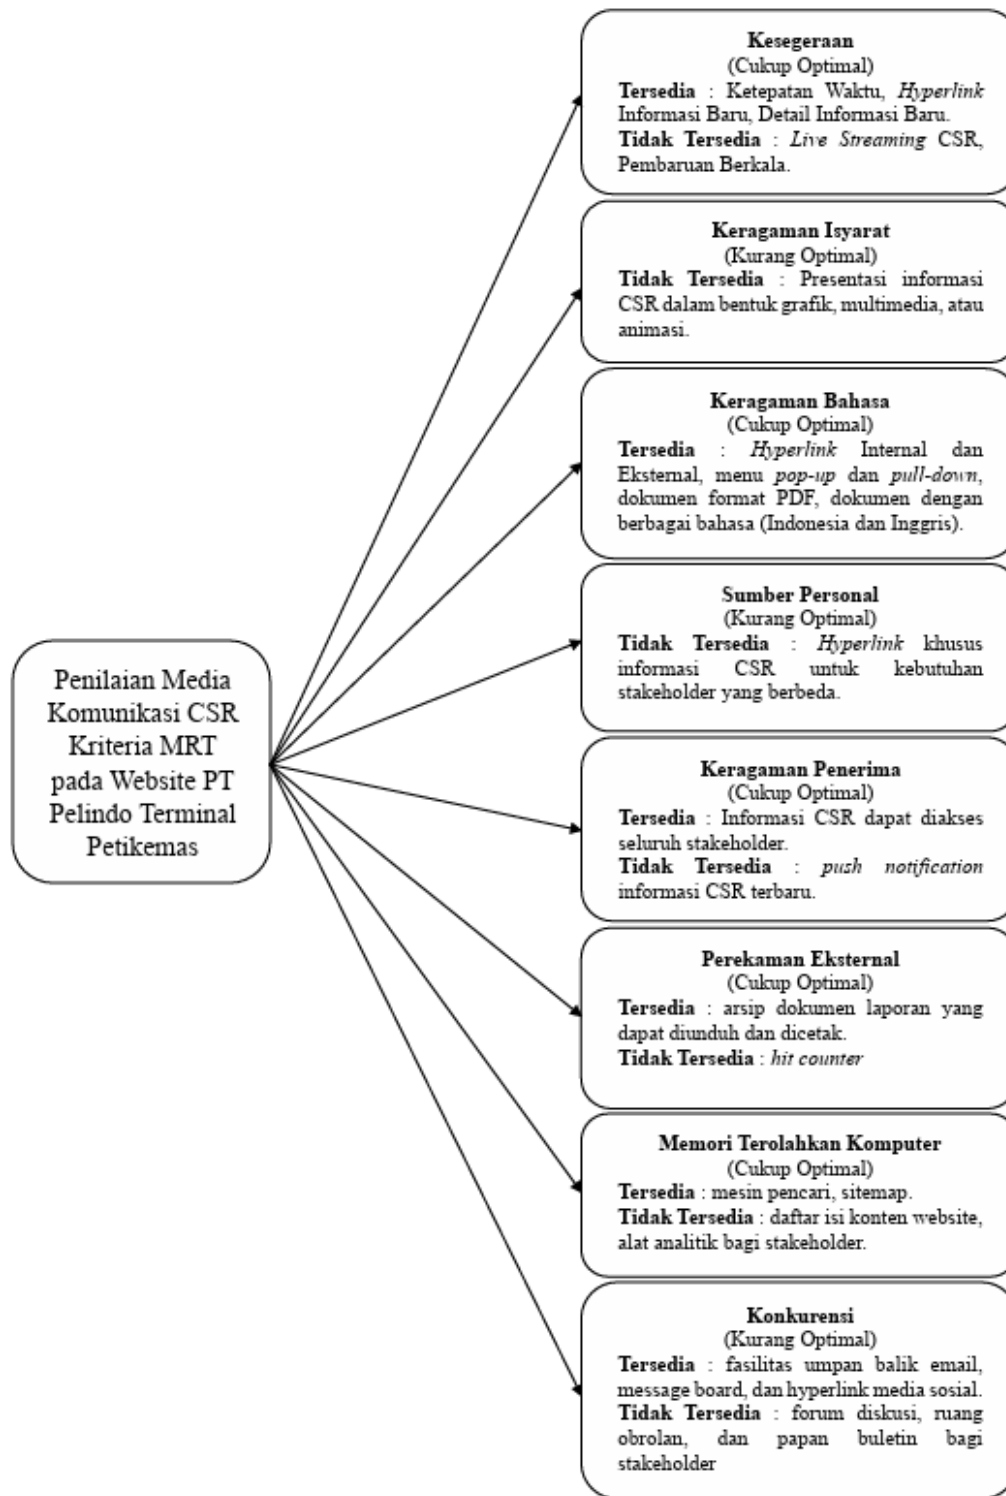 Penilaian Media
Komunikasi CSR
Kriteria MRT
pada Website PT
Pelindo Terminal
Petikemas
Kesegeraan
(Cukup Optimal)
Tersedia : Ketepatan Waktu, Hyperlink
Informasi Baru, Detail Informasi Baru.
Tidak Tersedia : Live Streaming CSR,
Pembaruan Berkala.
Keragaman Isyarat
(Kurang Optimal)
Tidak Tersedia : Presentasi informasi
CSR dalam bentuk grafik, multimedia, atau
animasi.
Keragaman Bahasa
(Cukup Optimal)
Tersedia : Hyperlink Internal dan
Eksternal, menu pop-up dan pull-down,
dokumen format PDF, dokumen dengan
berbagai bahasa (Indonesia dan Inggris).
Sumber Personal
(Kurang Optimal)
Tidak Tersedia : Hyperlink khusus
informasi CSR untuk kebutuhan
stakeholder yang berbeda.
Keragaman Penerima
(Cukup Optimal)
Tersedia : Informasi CSR dapat diakses
seluruh stakeholder.
Tidak Tersedia : push notification
informasi CSR terbaru.
Perekaman Eksternal
(Cukup Optimal)
Tersedia : arsip dokumen laporan yang
dapat diunduh dan dicetak.
Tidak Tersedia : hit counter
Memori Terolahkan Komputer
(Cukup Optimal)
Tersedia : mesin pencari, sitemap.
Tidak Tersedia : daftar isi konten website,
alat analitik bagi stakeholder.
Konkurensi
(Kurang Optimal)
Tersedia : fasilitas umpan balik email,
message board, dan hyperlink media sosial.
Tidak Tersedia : forum diskusi, ruang
obrolan, dan papan buletin bagi
stakeholder